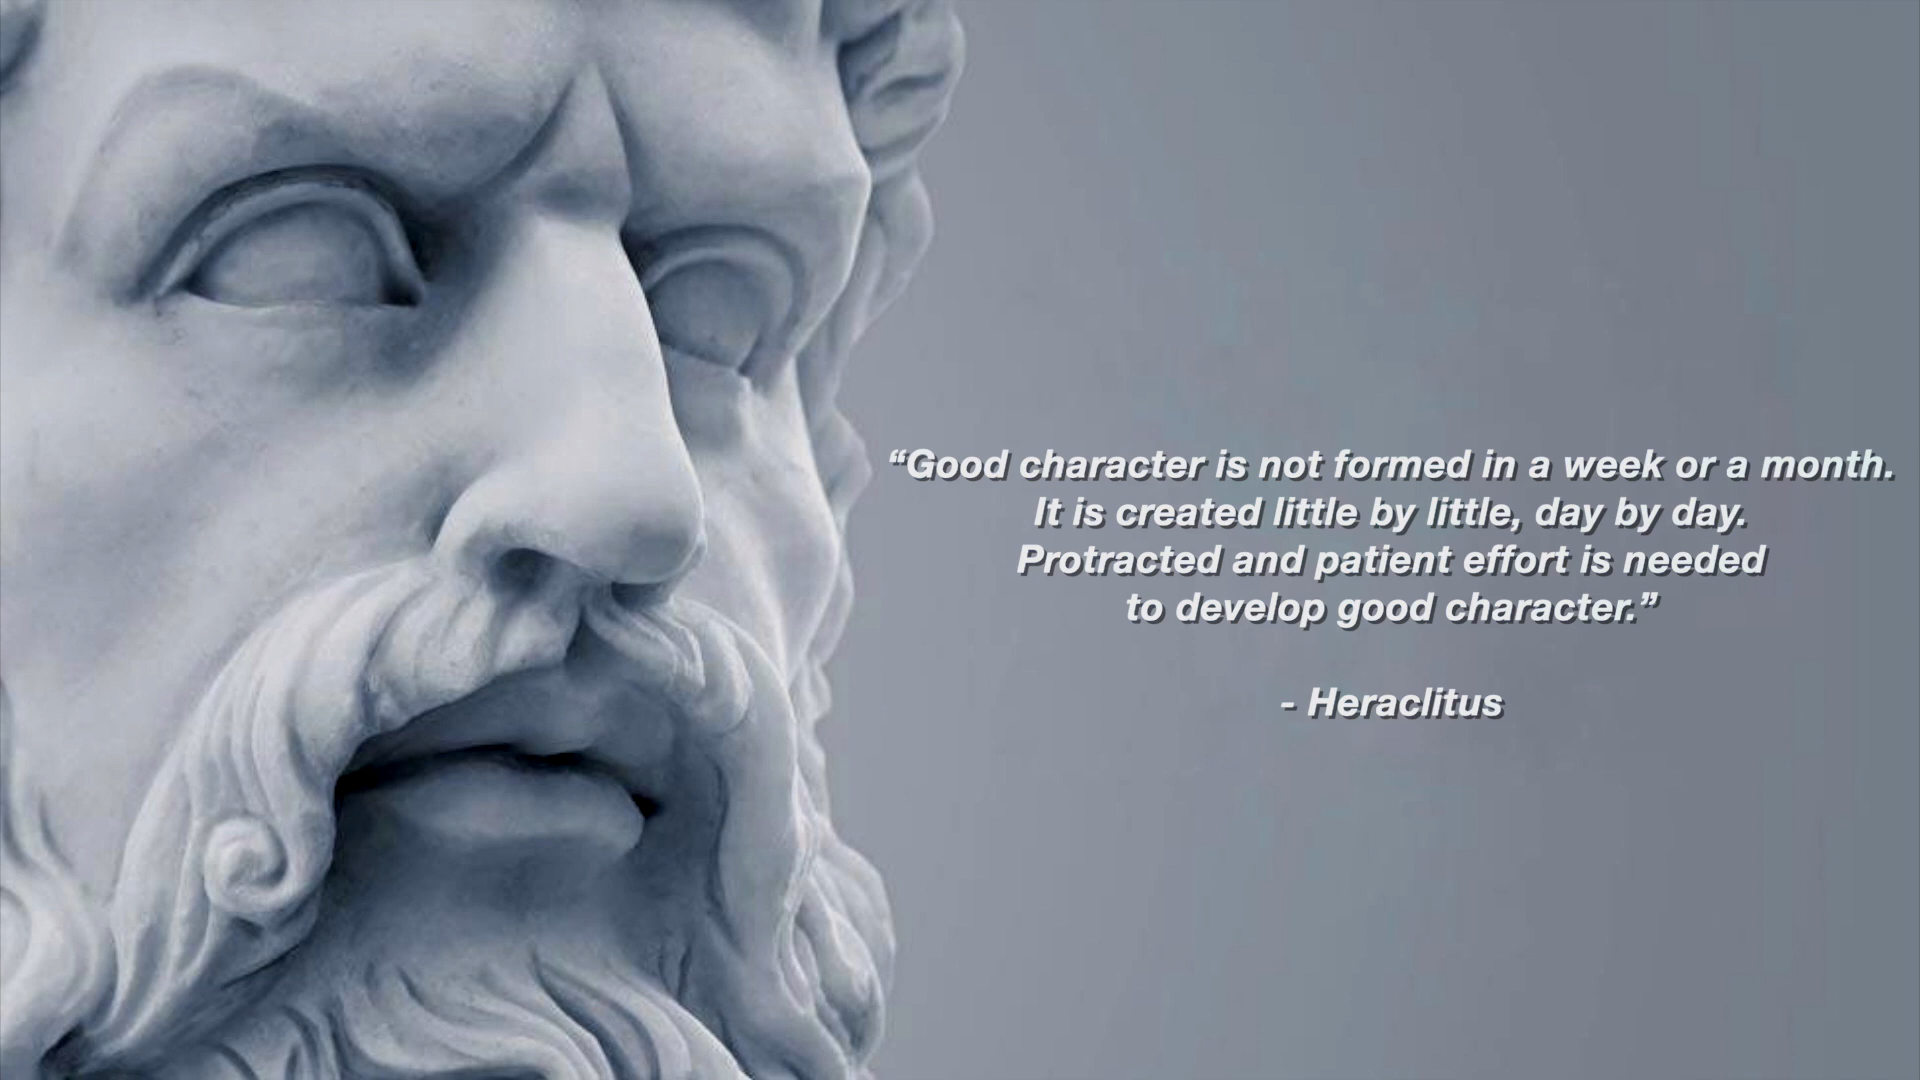 “Good character is not formed in a week or a month.
It is created little by little, day by day.
Protracted and patient effort is needed
to develop good character.”
- Heraclitus